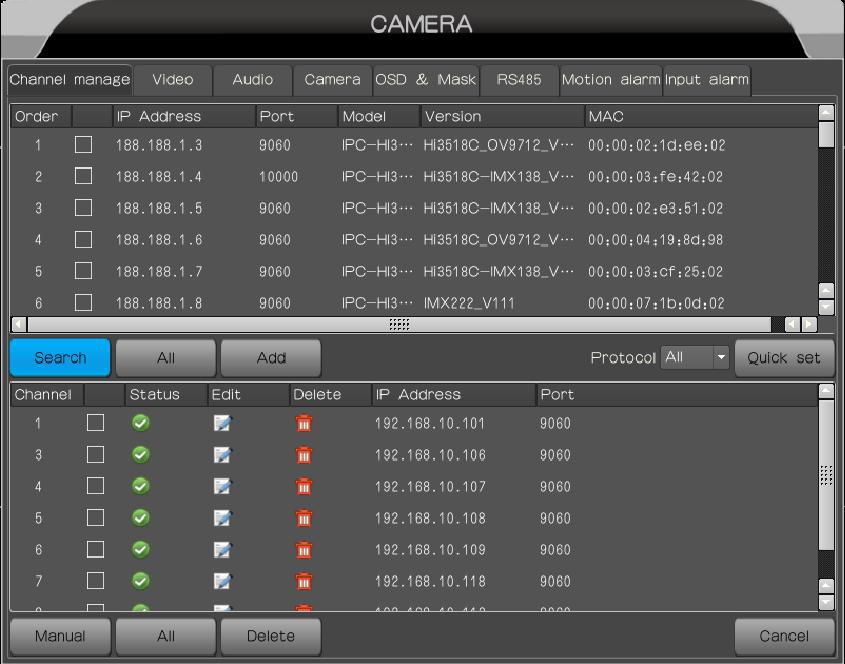 CAMERA
Channel manage Video Audio Camera OSD & Mask RS485 Motion alarm Input alarm
Order IP Address Port Model Version MAC
1 188.188.1.3 9060 IPC-HI3··· Hi3518C_OV9712_V··· 00:00:02:1d:ee:02
2 188.188.1.4 10000 IPC-HI3··· Hi3518C-IMX138_V··· 00:00:03:fe:42:02
3 188.188.1.5 9060 IPC-HI3··· Hi3518C-IMX138_V··· 00:00:02:e3:51:02
4 188.188.1.6 9060 IPC-HI3··· Hi3518C_OV9712_V··· 00:00:04:19:8d:98
5 188.188.1.7 9060 IPC-HI3··· Hi3518C-IMX138_V··· 00:00:03:cf:25:02
6 188.188.1.8 9060 IPC-HI3··· IMX222_V111 00:00:07:1b:0d:02
Search All Add Protocol All Quick set
Channel Status Edit Delete IP Address Port
1 192.168.10.101 9060
3 192.168.10.106 9060
4 192.168.10.107 9060
5 192.168.10.108 9060
6 192.168.10.109 9060
7 192.168.10.118 9060
Manual All Delete Cancel